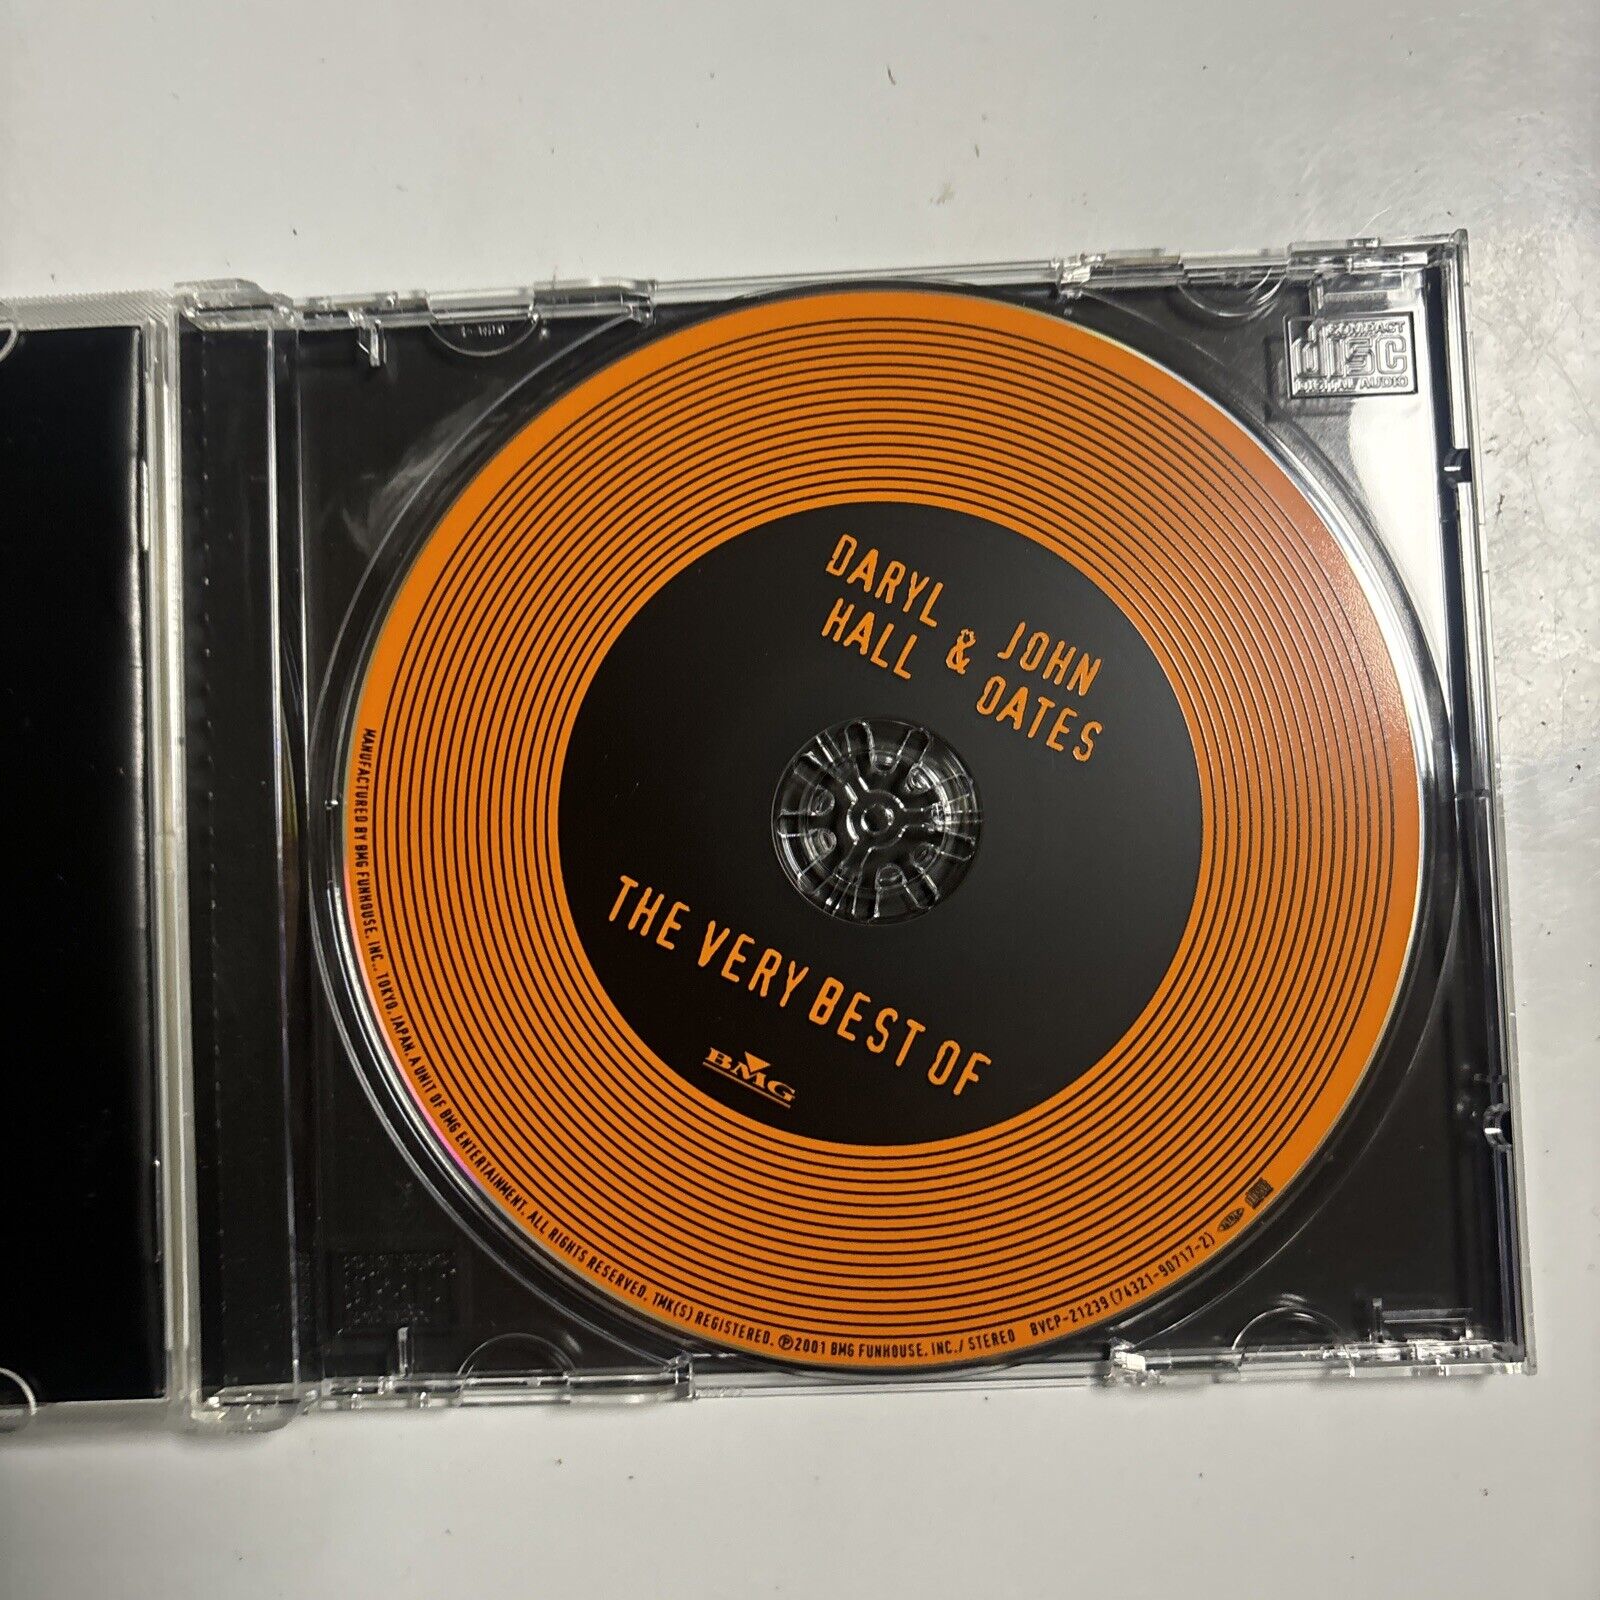 COMPACT
disc
DIGITAL AUDIO
DARYL HALL & JOHN OATES
THE VERY BEST OF
BMG
MANUFACTURED BY BMG FUNHOUSE, INC., TOKYO, JAPAN. A UNIT OF BMG ENTERTAINMENT. ALL RIGHTS RESERVED. TMK(S) REGISTERED. ℗2001 BMG FUNHOUSE, INC. / STEREO BVCP-21239 (74321-90717-2)